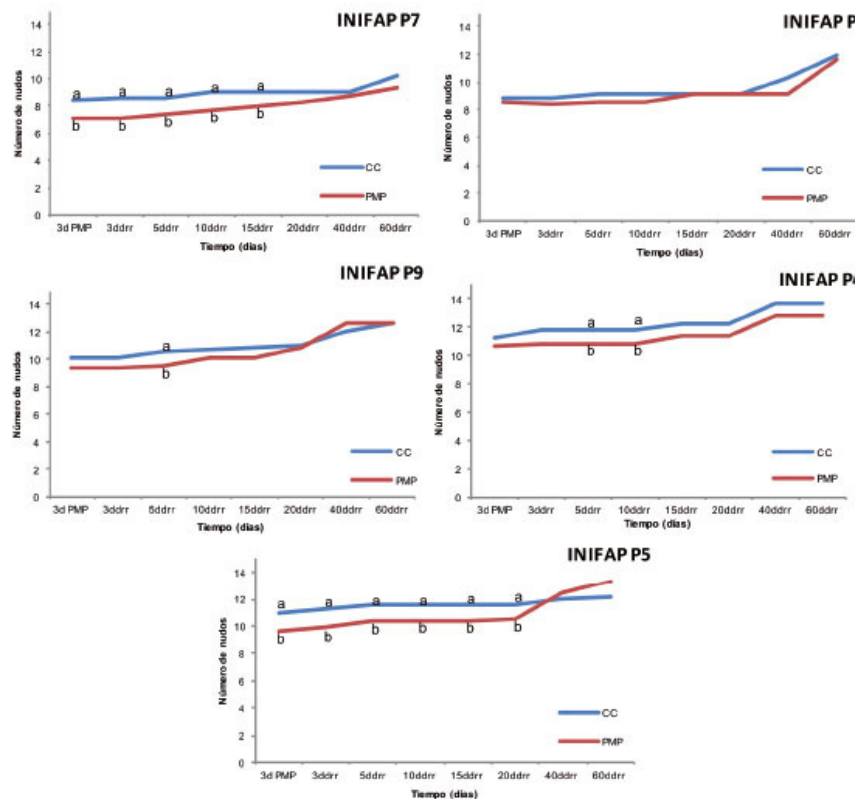 INIFAP P7
14
12
10
8
6
4
2
0
Número de nudos
a a a a a
b b b b b
CC
PMP
3d PMP 3ddrr 5ddrr 10ddrr 15ddrr 20ddrr 40ddrr 60ddrr
Tiempo (días)
INIFAP P
14
12
10
8
6
4
2
0
Número de nudos
CC
PMP
3d PMP 3ddrr 5ddrr 10ddrr 15ddrr 20ddrr 40ddrr 60ddrr
Tiempo (días)
INIFAP P9
14
12
10
8
6
4
2
0
Número de nudos
a
b
CC
PMP
3d PMP 3ddrr 5ddrr 10ddrr 15ddrr 20ddrr 40ddrr 60ddrr
Tiempo (días)
INIFAP
14
12
10
8
6
4
2
0
Número de nudos
a a
b b
CC
PMP
3d PMP 3ddrr 5ddrr 10ddrr 15ddrr 20ddrr 40ddrr 60ddrr
Tiempo (días)
INIFAP P5
14
12
10
8
6
4
2
0
Número de nudos
a a a a a a
b b b b b b
CC
PMP
3d PMP 3ddrr 5ddrr 10ddrr 15ddrr 20ddrr 40ddrr 60ddrr
Tiempo (días)